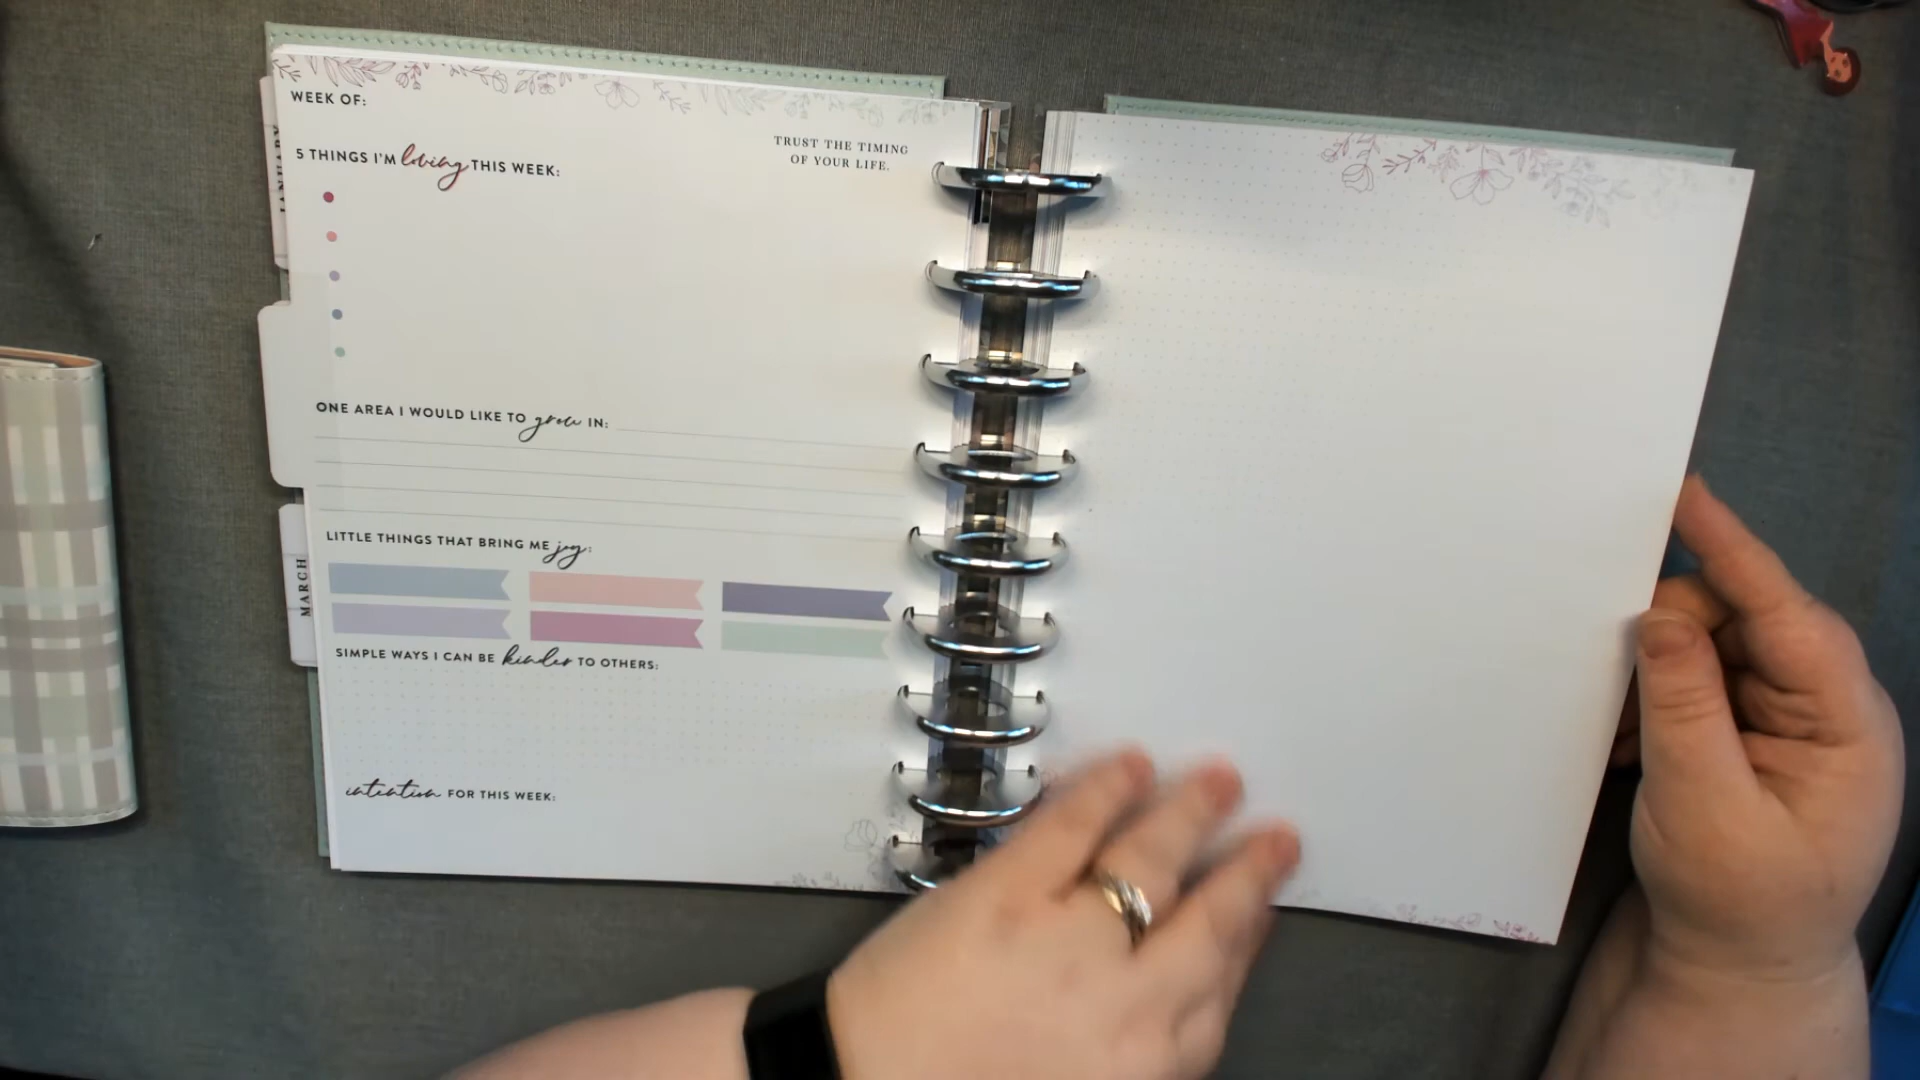 WEEK OF:
TRUST THE TIMING
OF YOUR LIFE.
5 THINGS I'M loving THIS WEEK:
ONE AREA I WOULD LIKE TO grow IN:
LITTLE THINGS THAT BRING ME joy:
SIMPLE WAYS I CAN BE kinder TO OTHERS:
intention FOR THIS WEEK:
JANUARY
MARCH